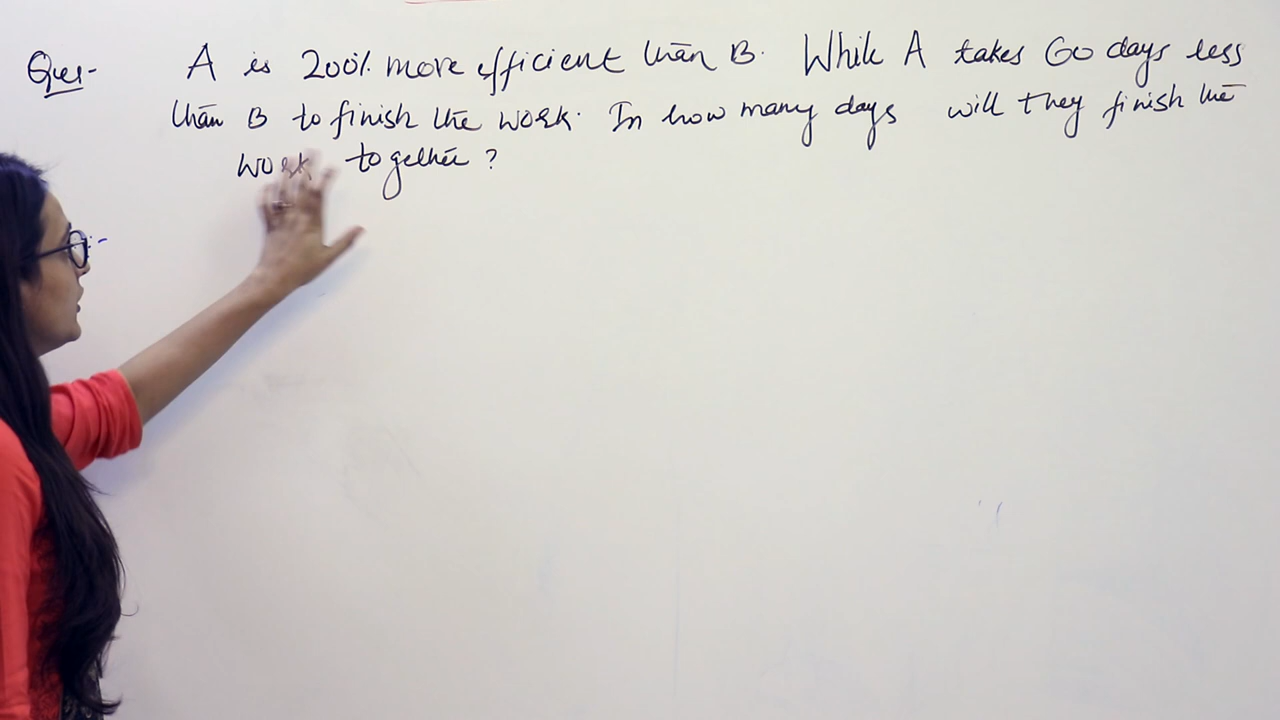 Ques- A is 200% more efficient than B. While A takes 60 days less
than B to finish the work. In how many days will they finish the
work together?